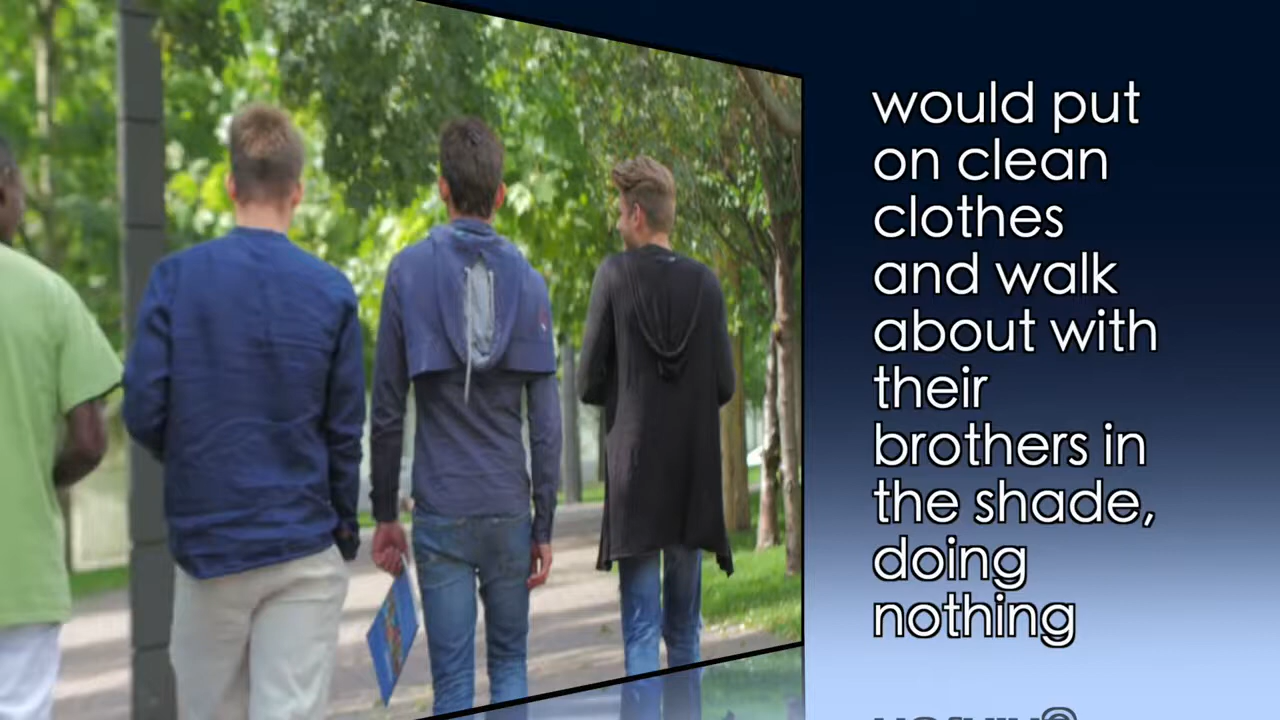 would put
on clean
clothes
and walk
about with
their
brothers in
the shade,
doing
nothing